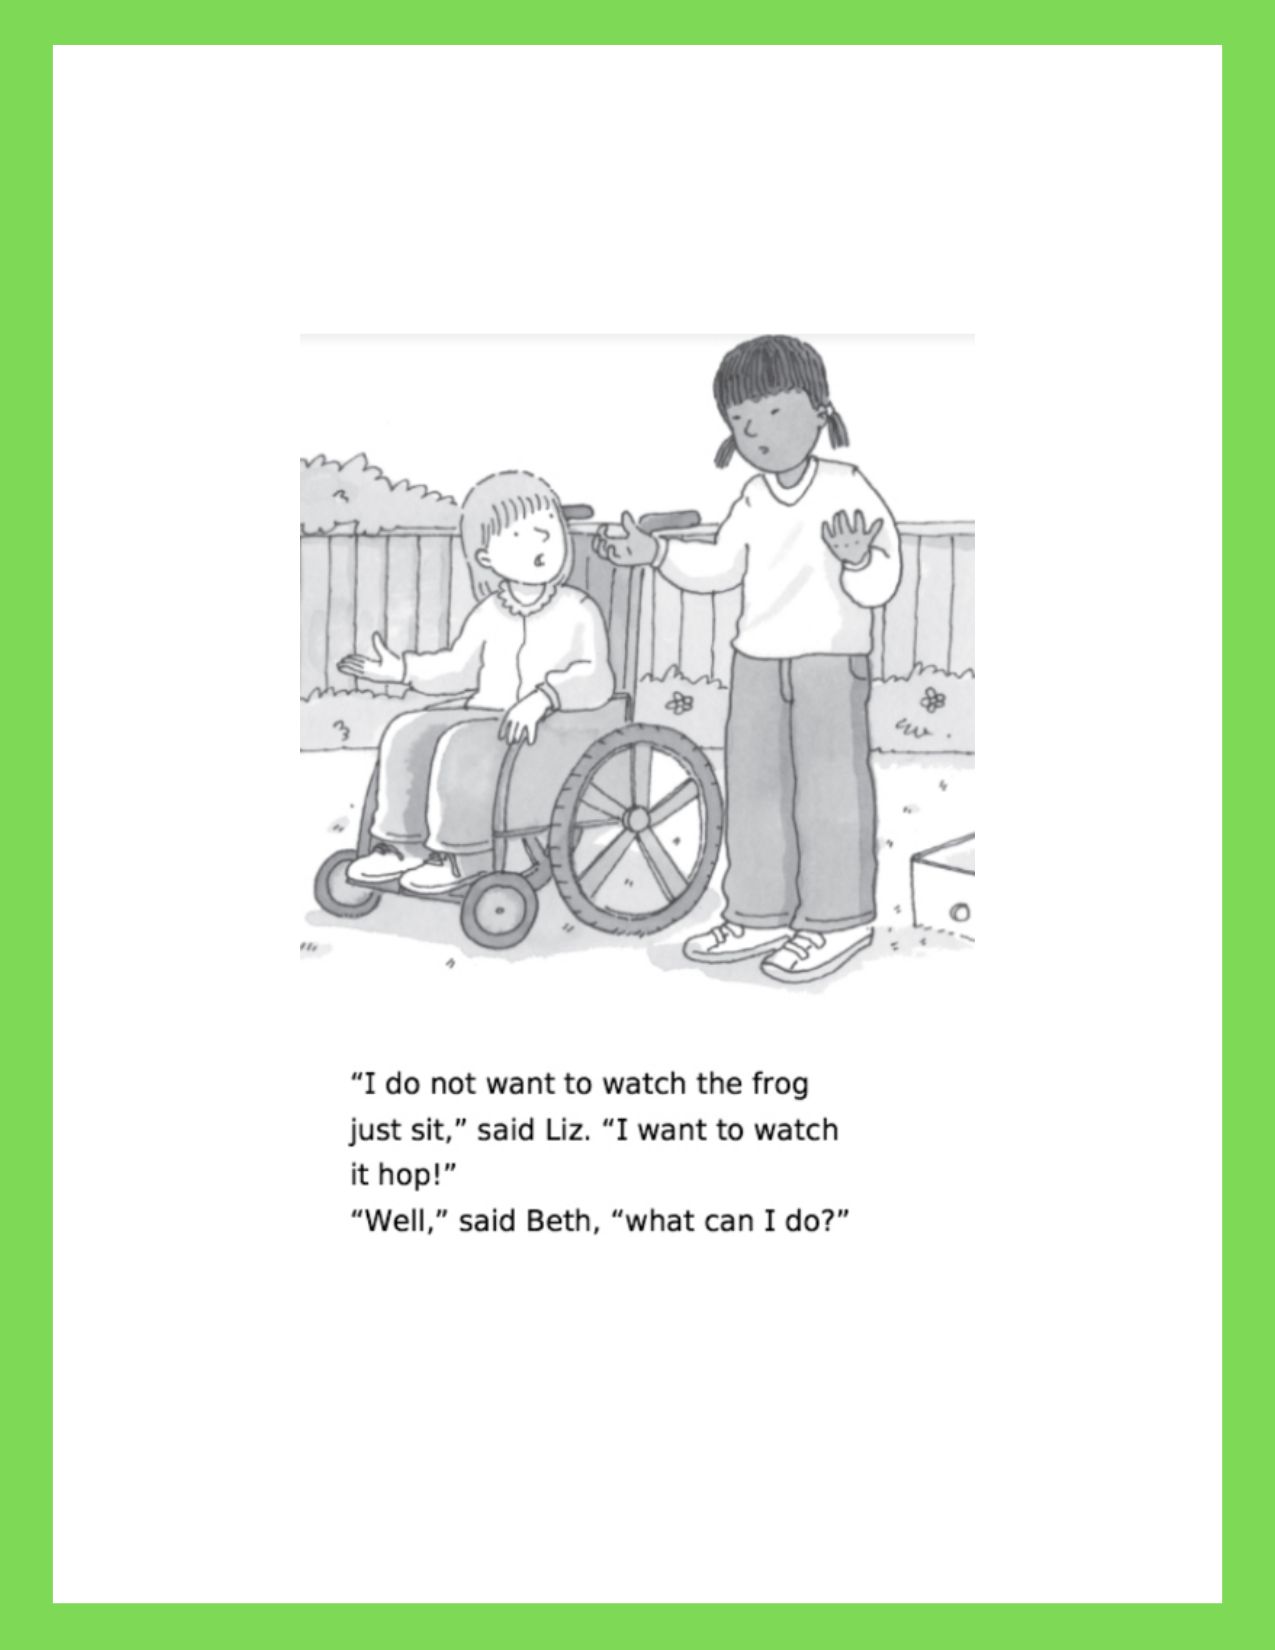 “I do not want to watch the frog
just sit,” said Liz. “I want to watch
it hop!”
“Well,” said Beth, “what can I do?”